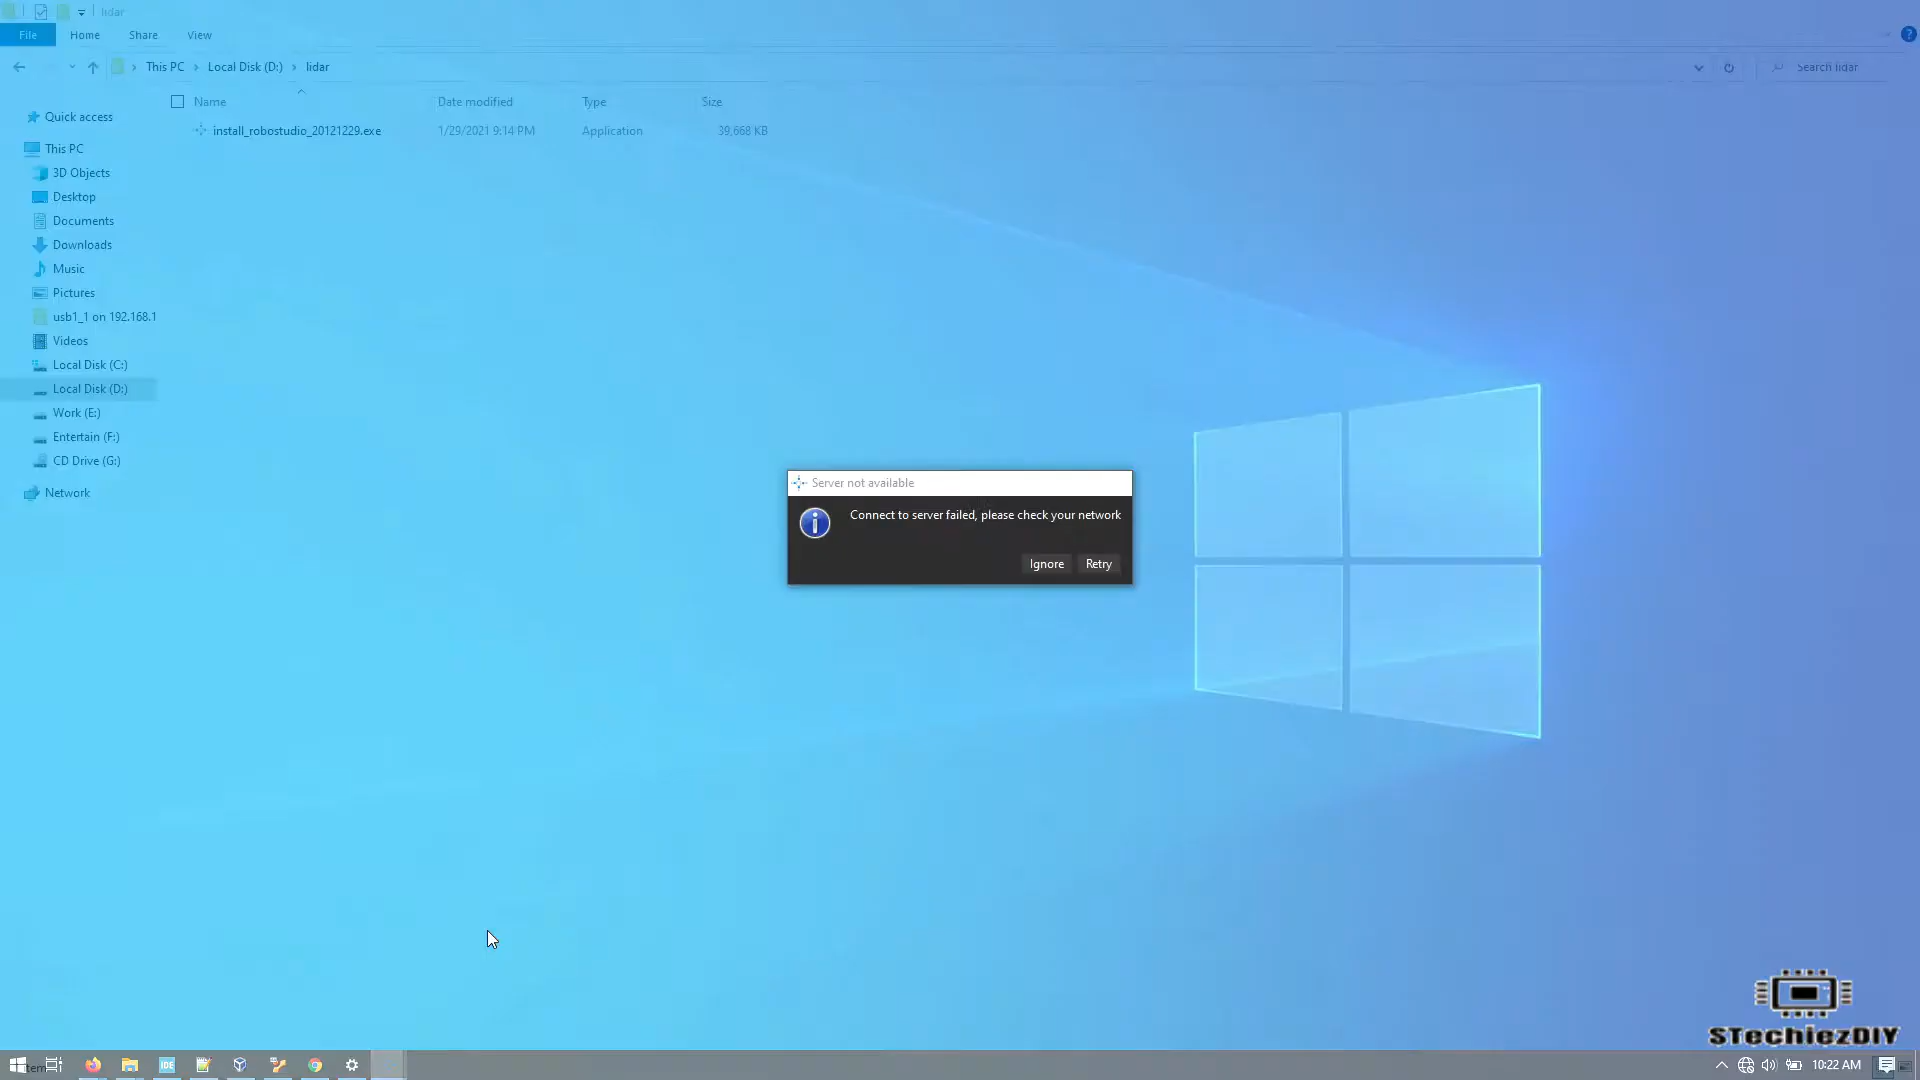 lidar
File Home Share View
This PC Local Disk (D:) lidar
Search lidar
Name Date modified Type Size
install_robostudio_20121229.exe 1/29/2021 9:14 PM Application 39,668 KB
Quick access
This PC
3D Objects
Desktop
Documents
Downloads
Music
Pictures
usb1_1 on 192.168.1
Videos
Local Disk (C:)
Local Disk (D:)
Work (E:)
Entertain (F:)
CD Drive (G:)
Network
Server not available
Connect to server failed, please check your network
Ignore Retry
STechiezDIY
IDE
10:22 AM